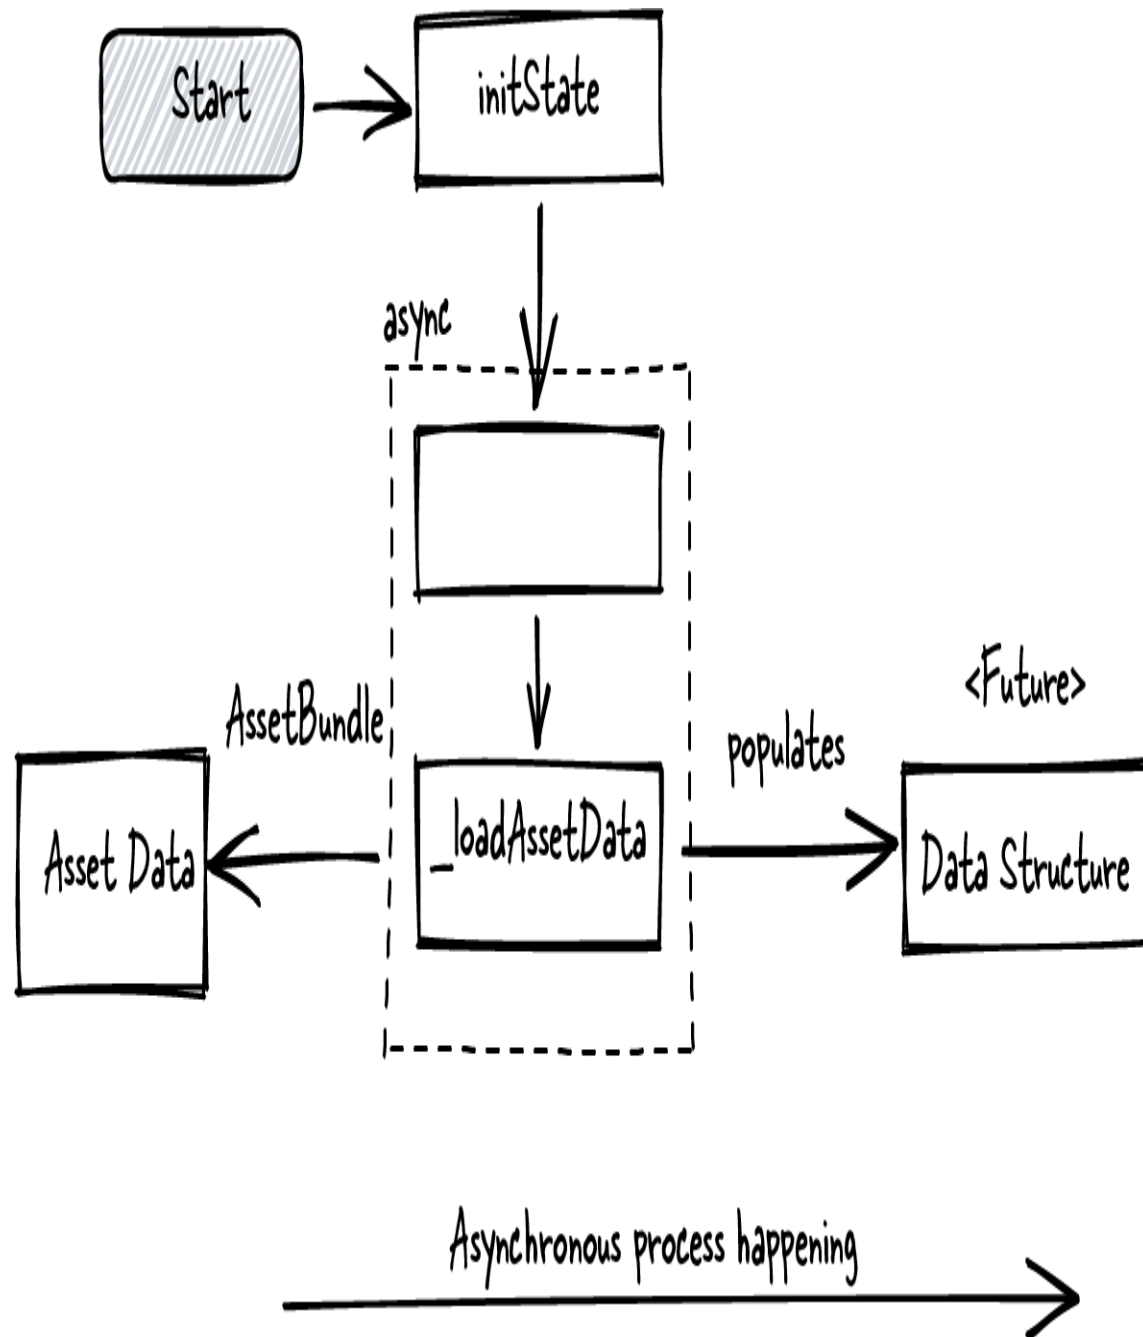 Start
initState
async
<Future>
AssetBundle
populates
_loadAssetData
Asset Data
Data Structure
Asynchronous process happening